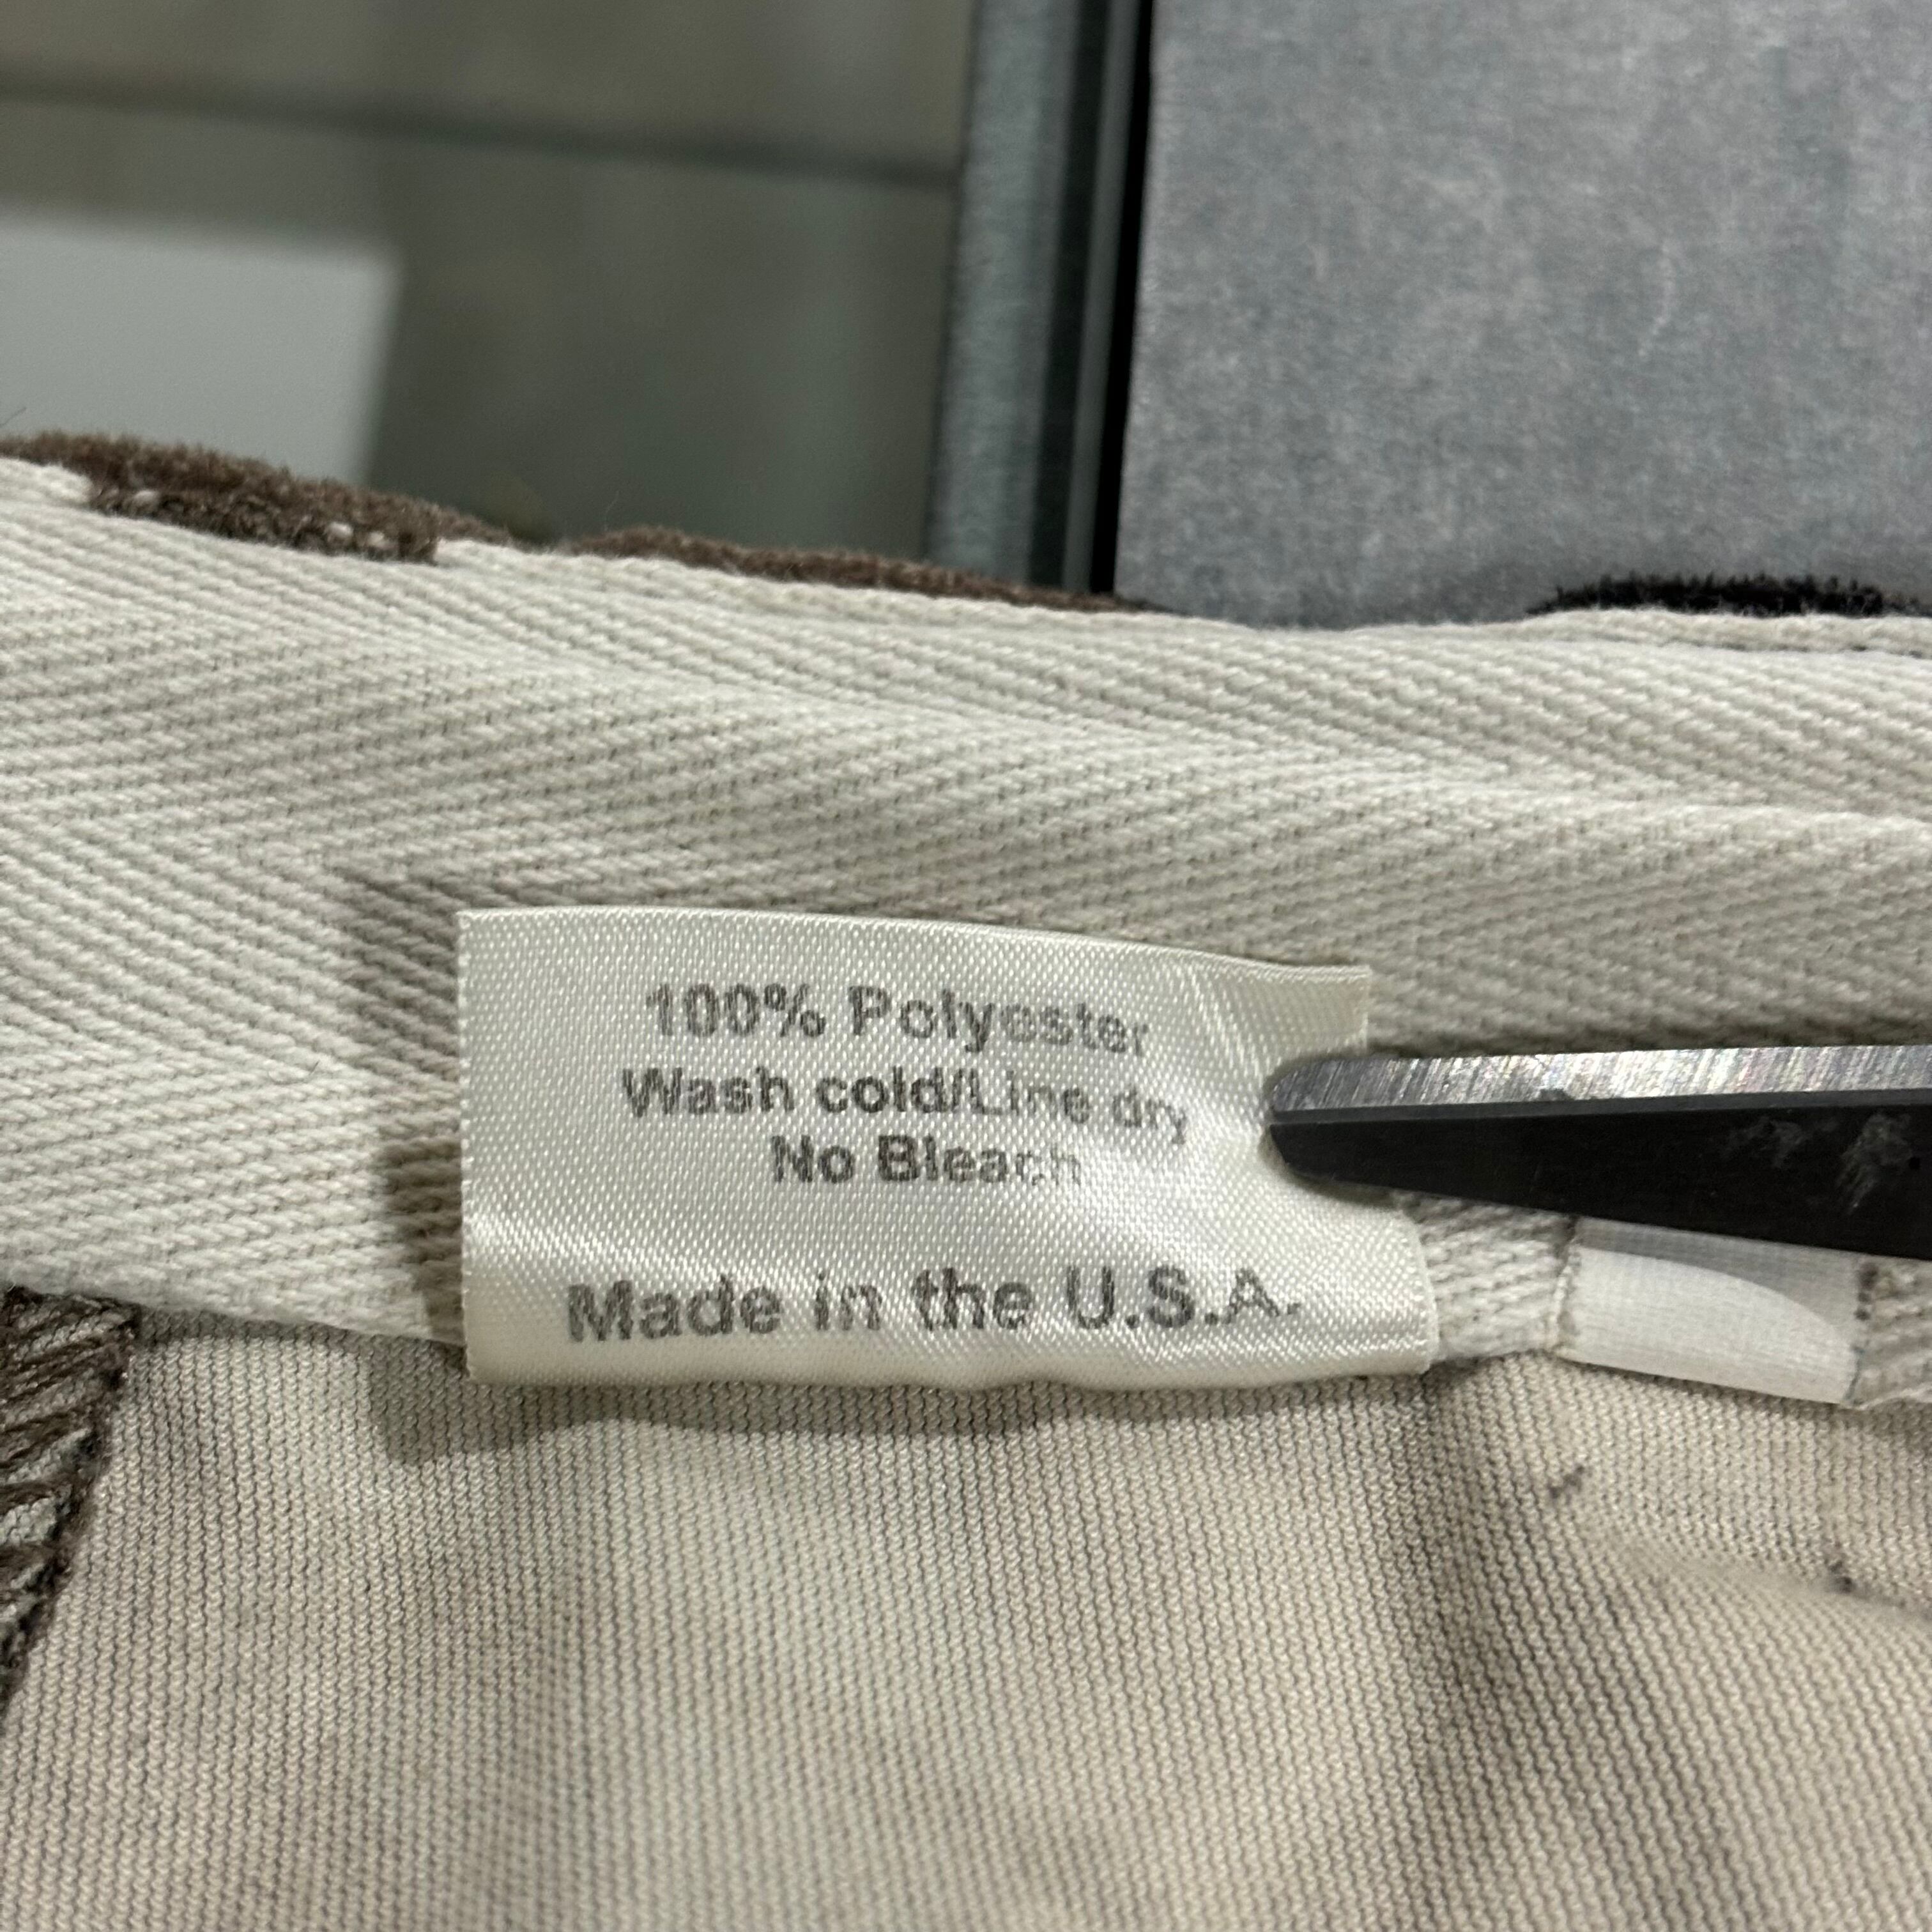 100% Polyester
Wash cold/Line dry
No Bleach
Made in the U.S.A.